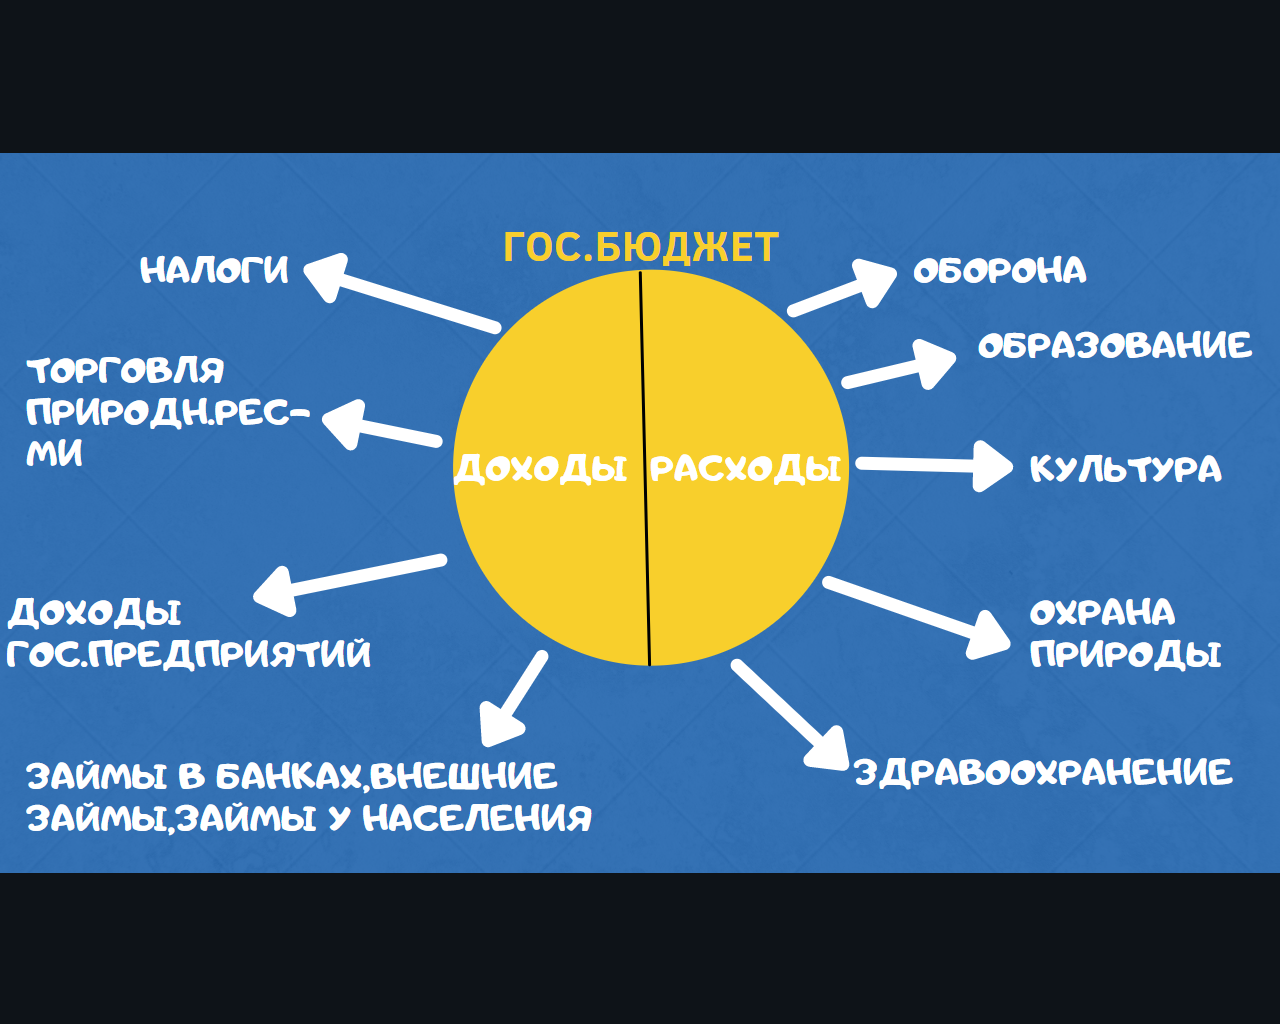 ГОС.БЮДЖЕТ
НАЛОГИ
ТОРГОВЛЯ
ПРИРОДН.РЕС-
МИ
ДОХОДЫ
ГОС.ПРЕДПРИЯТИЙ
ЗАЙМЫ В БАНКАХ,ВНЕШНИЕ
ЗАЙМЫ,ЗАЙМЫ У НАСЕЛЕНИЯ
ДОХОДЫ
РАСХОДЫ
ОБОРОНА
ОБРАЗОВАНИЕ
КУЛЬТУРА
ОХРАНА
ПРИРОДЫ
ЗДРАВООХРАНЕНИЕ